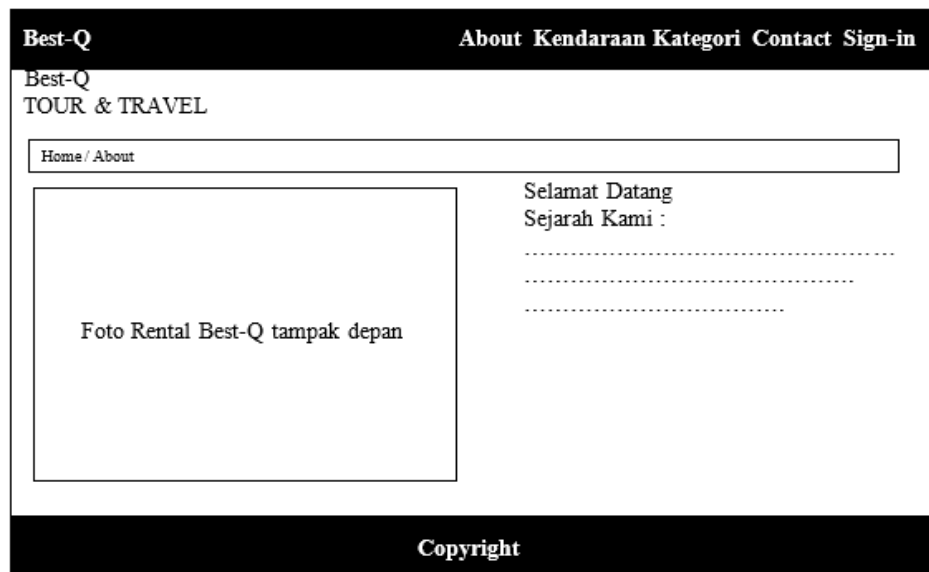 Best-Q About Kendaraan Kategori Contact Sign-in
Best-Q
TOUR & TRAVEL
Home / About
Foto Rental Best-Q tampak depan
Selamat Datang
Sejarah Kami :
................................................
...........................................
..................................
Copyright